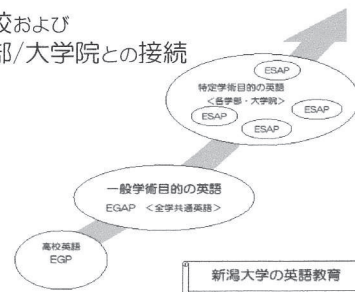 校および
部/大学院との接続
ESAP
特定学術目的の英語
<各学部・大学院>
ESAP
ESAP
ESAP
一般学術目的の英語
EGAP <全学共通英語>
高校英語
EGP
新潟大学の英語教育